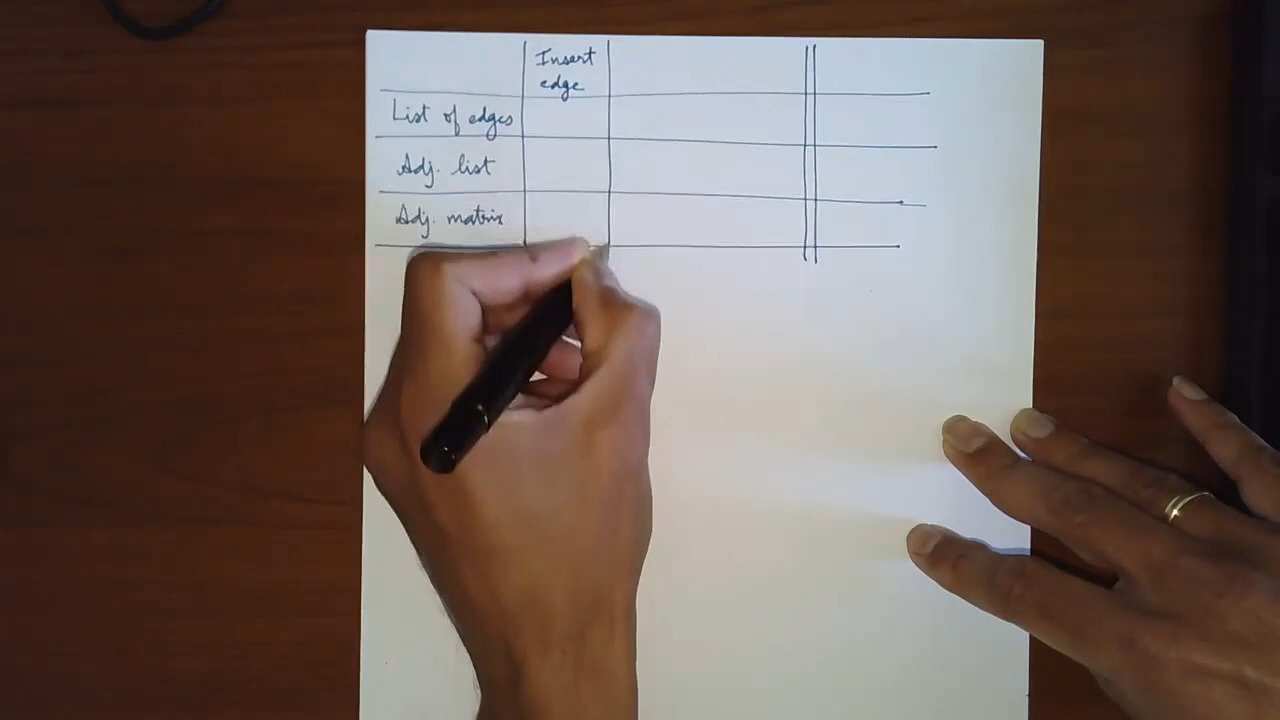 Insert
edge
List of edges
Adj. list
Adj. matrix